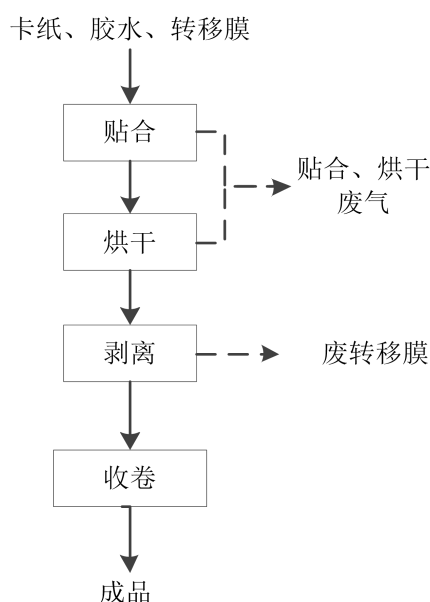 卡纸、胶水、转移膜
贴合
贴合、烘干
废气
烘干
剥离
废转移膜
收卷
成品